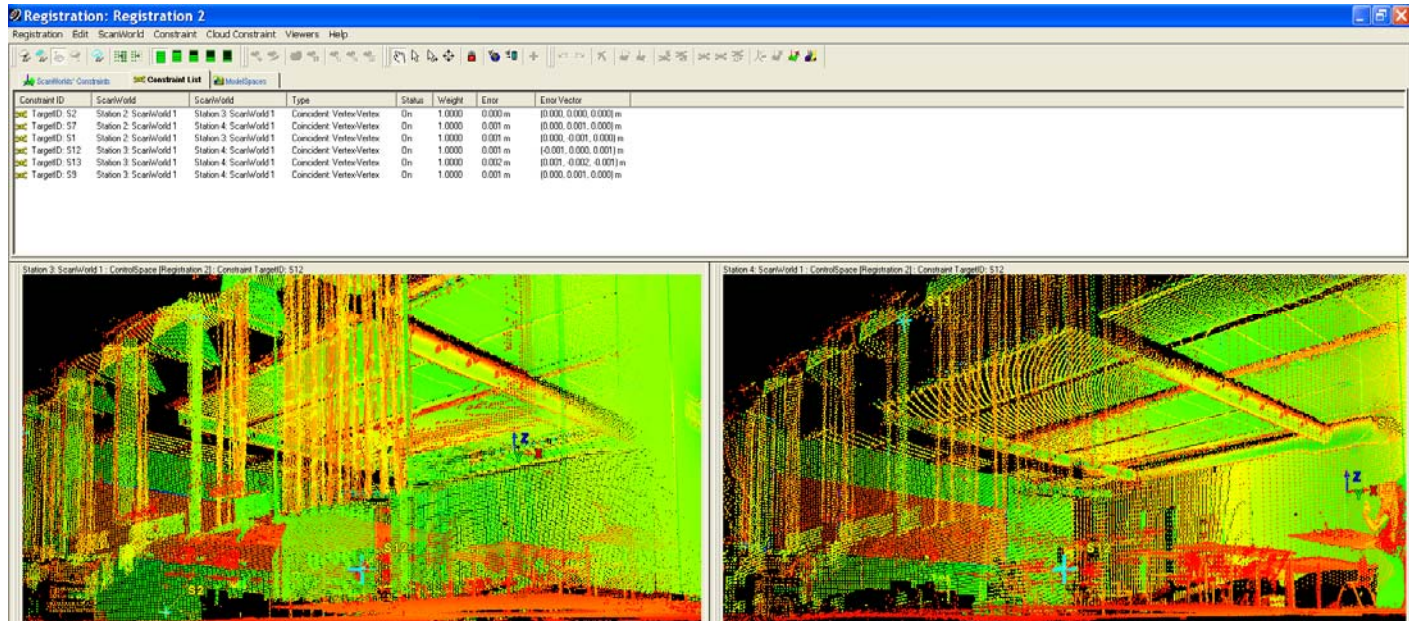 Registration: Registration 2
Registration Edit ScanWorld Constraint Cloud Constraint Viewers Help
ScanWorlds' Constraints Constraint List ModelSpaces
Constraint ID ScanWorld ScanWorld Type Status Weight Error Error Vector
TargetID: S2 Station 2: ScanWorld 1 Station 3: ScanWorld 1 Coincident: Vertex-Vertex On 1.0000 0.000 m (0.000, 0.000, 0.000) m
TargetID: S7 Station 2: ScanWorld 1 Station 4: ScanWorld 1 Coincident: Vertex-Vertex On 1.0000 0.001 m (0.000, 0.001, 0.000) m
TargetID: S1 Station 2: ScanWorld 1 Station 3: ScanWorld 1 Coincident: Vertex-Vertex On 1.0000 0.001 m (0.000, -0.001, 0.000) m
TargetID: S12 Station 3: ScanWorld 1 Station 4: ScanWorld 1 Coincident: Vertex-Vertex On 1.0000 0.001 m (-0.001, 0.000, 0.001) m
TargetID: S13 Station 3: ScanWorld 1 Station 4: ScanWorld 1 Coincident: Vertex-Vertex On 1.0000 0.002 m (0.001, -0.002, -0.001) m
TargetID: S9 Station 3: ScanWorld 1 Station 4: ScanWorld 1 Coincident: Vertex-Vertex On 1.0000 0.001 m (0.000, 0.001, 0.000) m
Station 3: ScanWorld 1 : ControlSpace [Registration 2] : Constraint TargetID: S12
Station 4: ScanWorld 1 : ControlSpace [Registration 2] : Constraint TargetID: S12
Z
X
Z
X
S12
S2